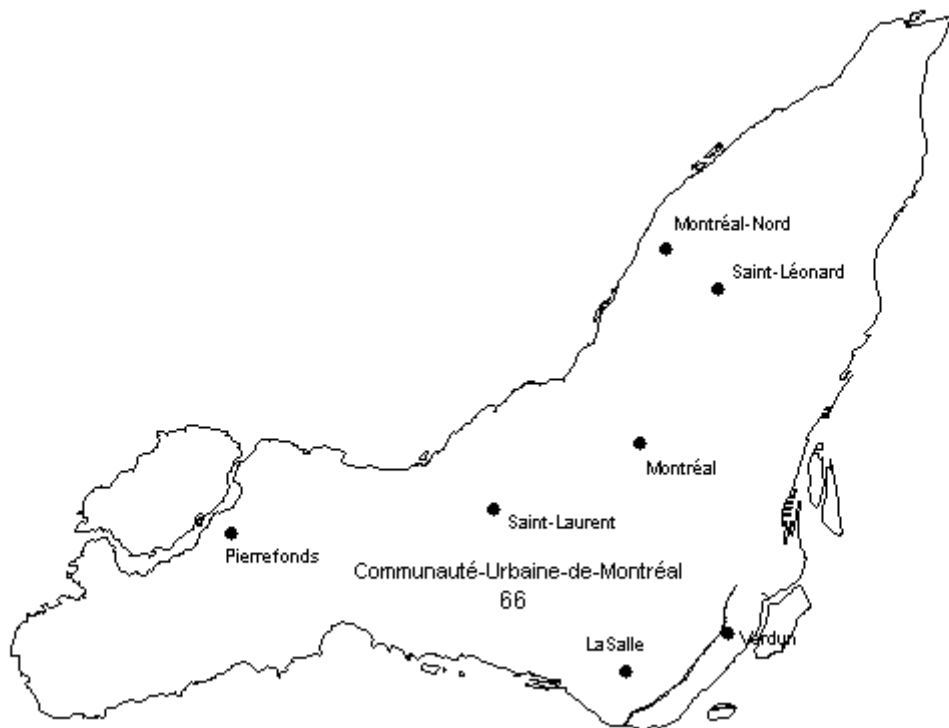 Montréal-Nord
Saint-Léonard
Montréal
Saint-Laurent
Pierrefonds
Communauté-Urbaine-de-Montréal
66
LaSalle
Verdun